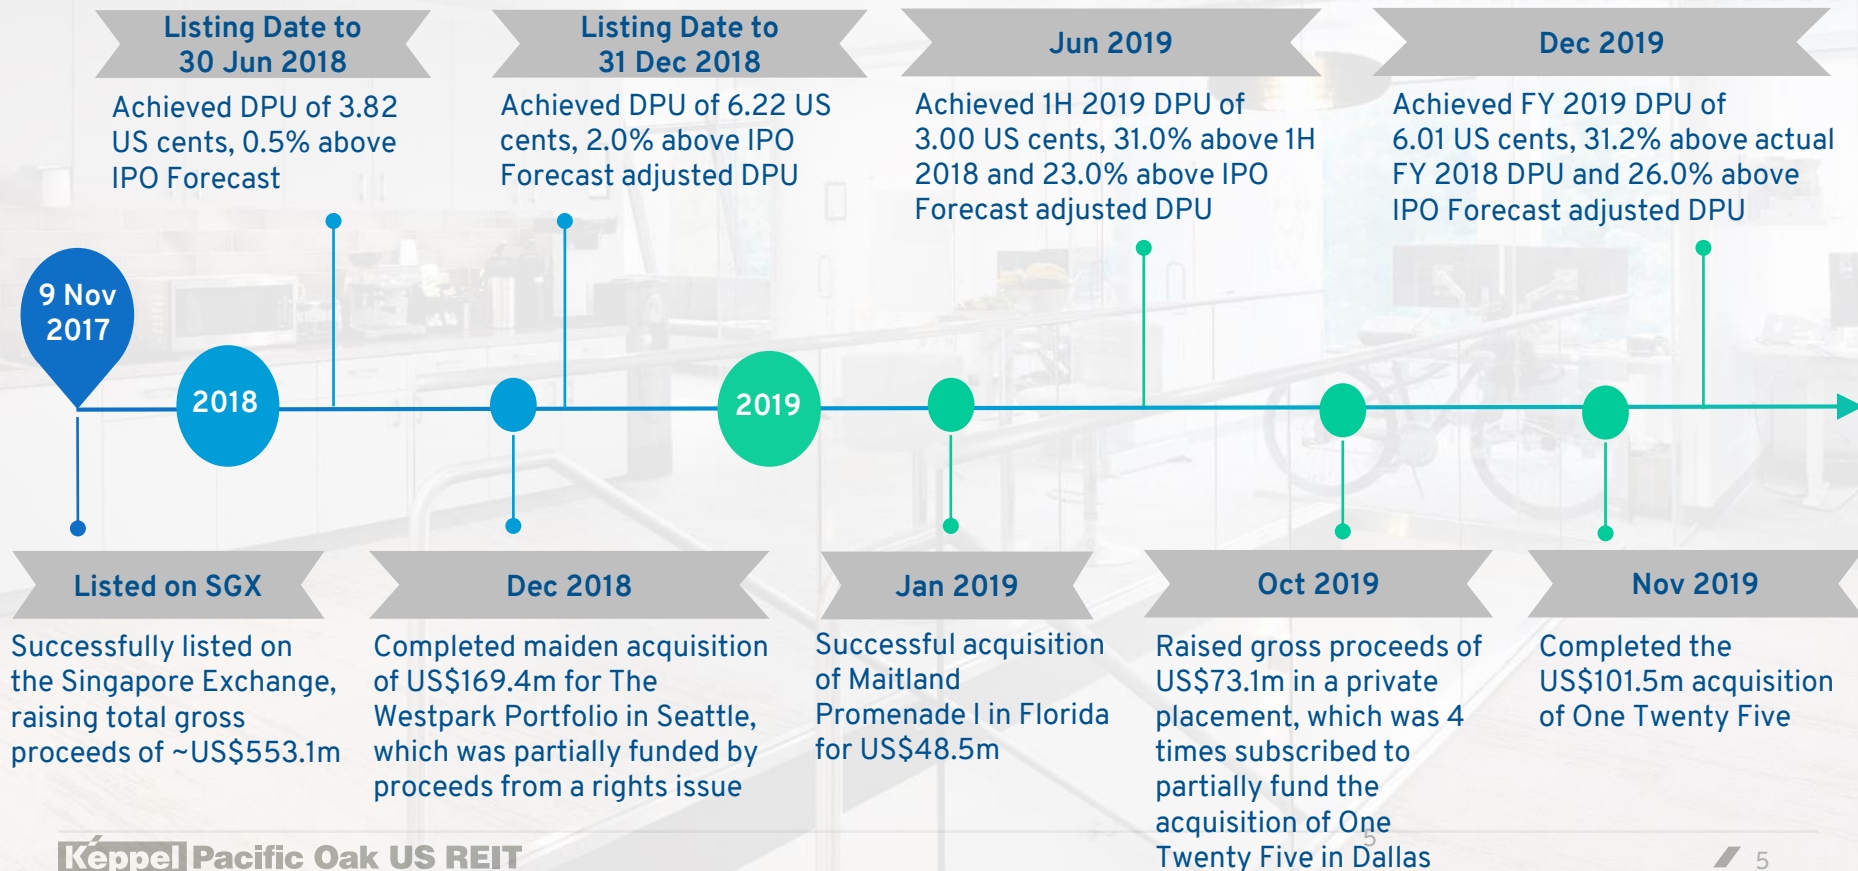 Listing Date to
30 Jun 2018
Achieved DPU of 3.82
US cents, 0.5% above
IPO Forecast
Listing Date to
31 Dec 2018
Achieved DPU of 6.22 US
cents, 2.0% above IPO
Forecast adjusted DPU
Jun 2019
Achieved 1H 2019 DPU of
3.00 US cents, 31.0% above 1H
2018 and 23.0% above IPO
Forecast adjusted DPU
Dec 2019
Achieved FY 2019 DPU of
6.01 US cents, 31.2% above actual
FY 2018 DPU and 26.0% above
IPO Forecast adjusted DPU
9 Nov
2017
2018
2019
Listed on SGX
Successfully listed on
the Singapore Exchange,
raising total gross
proceeds of ~US$553.1m
Dec 2018
Completed maiden acquisition
of US$169.4m for The
Westpark Portfolio in Seattle,
which was partially funded by
proceeds from a rights issue
Jan 2019
Successful acquisition
of Maitland
Promenade I in Florida
for US$48.5m
Oct 2019
Raised gross proceeds of
US$73.1m in a private
placement, which was 4
times subscribed to
partially fund the
acquisition of One
Twenty Five in Dallas
Nov 2019
Completed the
US$101.5m acquisition
of One Twenty Five
5
Keppel Pacific Oak US REIT
5